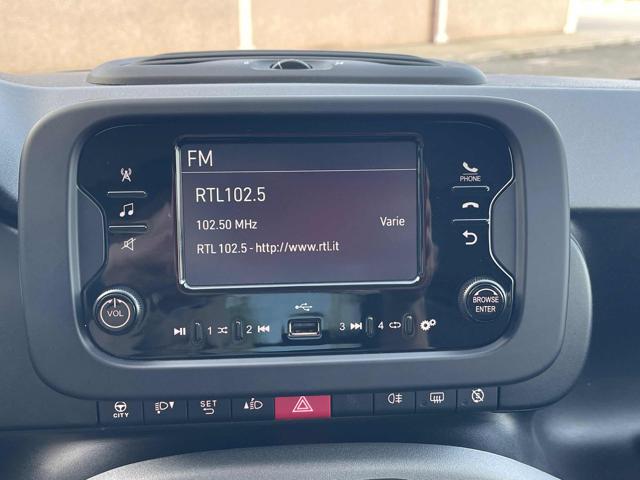 FM
RTL102.5
102.50 MHz
Varie
RTL 102.5 - http://www.rtl.it
PHONE
VOL
BROWSE
ENTER
1
2
3
4
CITY
SET